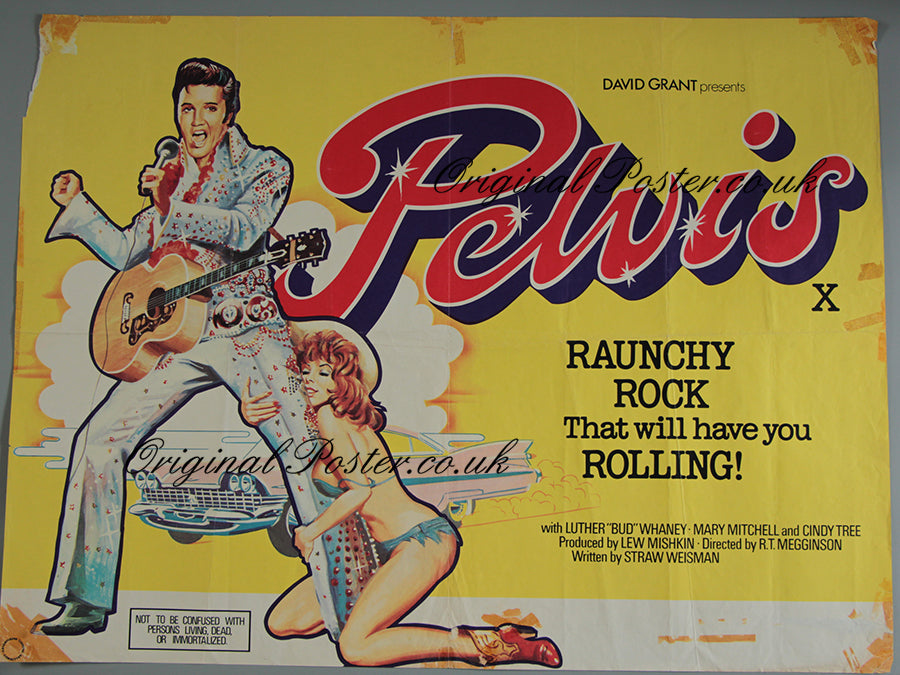 DAVID GRANT presents
Pelvis
Original Poster.co.uk
X
RAUNCHY
ROCK
That will have you
ROLLING!
Original Poster.co.uk
with LUTHER "BUD" WHANEY · MARY MITCHELL and CINDY TREE
Produced by LEW MISHKIN · Directed by R.T. MEGGINSON
Written by STRAW WEISMAN
NOT TO BE CONFUSED WITH
PERSONS LIVING, DEAD,
OR IMMORTALIZED.